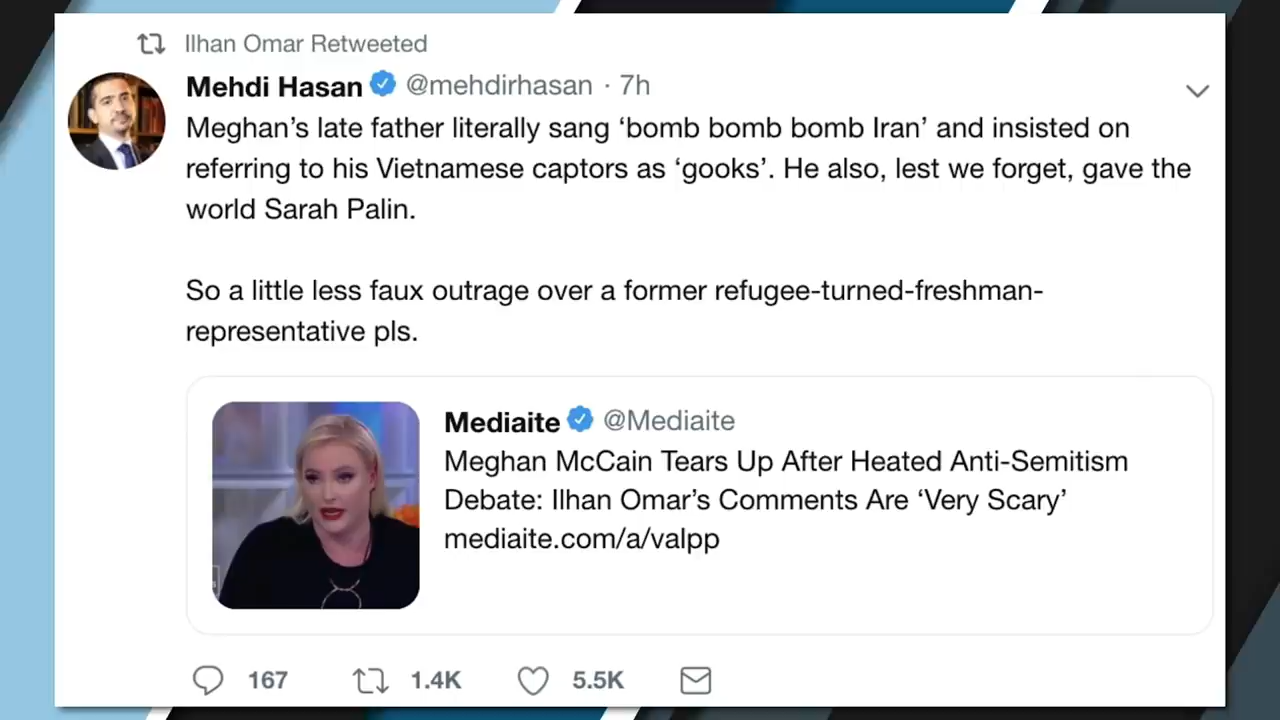 Ilhan Omar Retweeted
Mehdi Hasan @mehdirhasan · 7h
Meghan’s late father literally sang ‘bomb bomb bomb Iran’ and insisted on
referring to his Vietnamese captors as ‘gooks’. He also, lest we forget, gave the
world Sarah Palin.
So a little less faux outrage over a former refugee-turned-freshman-
representative pls.
Mediaite @Mediaite
Meghan McCain Tears Up After Heated Anti-Semitism
Debate: Ilhan Omar’s Comments Are ‘Very Scary’
mediaite.com/a/valpp
167 1.4K 5.5K